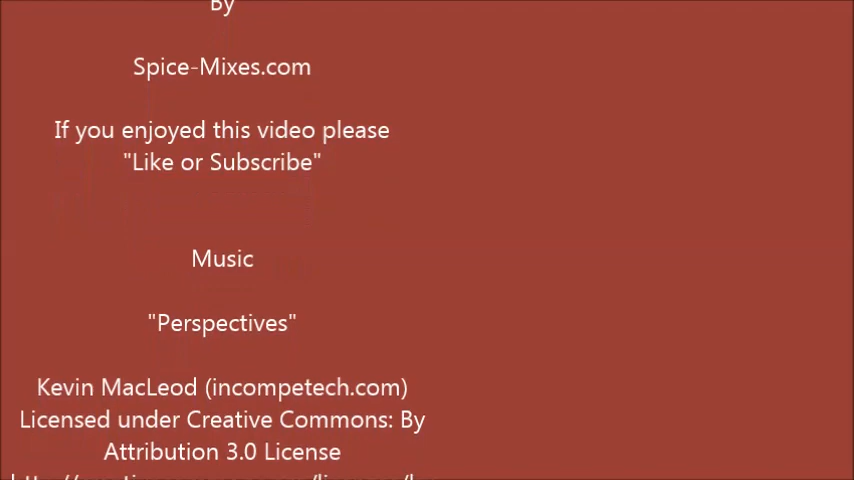 By
Spice-Mixes.com
If you enjoyed this video please
"Like or Subscribe"
Music
"Perspectives"
Kevin MacLeod (incompetech.com)
Licensed under Creative Commons: By
Attribution 3.0 License